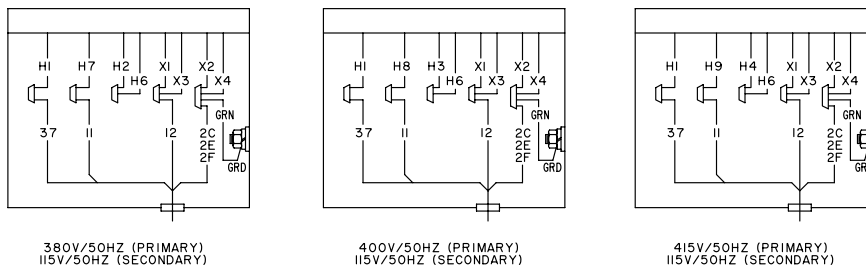 H1 H7 H2 X1 X2
H6 X3 X4
GRN
37 11 12 2C
2E
2F
GRD
380V/50HZ (PRIMARY)
115V/50HZ (SECONDARY)
H1 H8 H3 X1 X2
H6 X3 X4
GRN
37 11 12 2C
2E
2F
GRD
400V/50HZ (PRIMARY)
115V/50HZ (SECONDARY)
H1 H9 H4 X1 X2
H6 X3 X4
GRN
37 11 12 2C
2E
2F
415V/50HZ (PRIMARY)
115V/50HZ (SECONDARY)